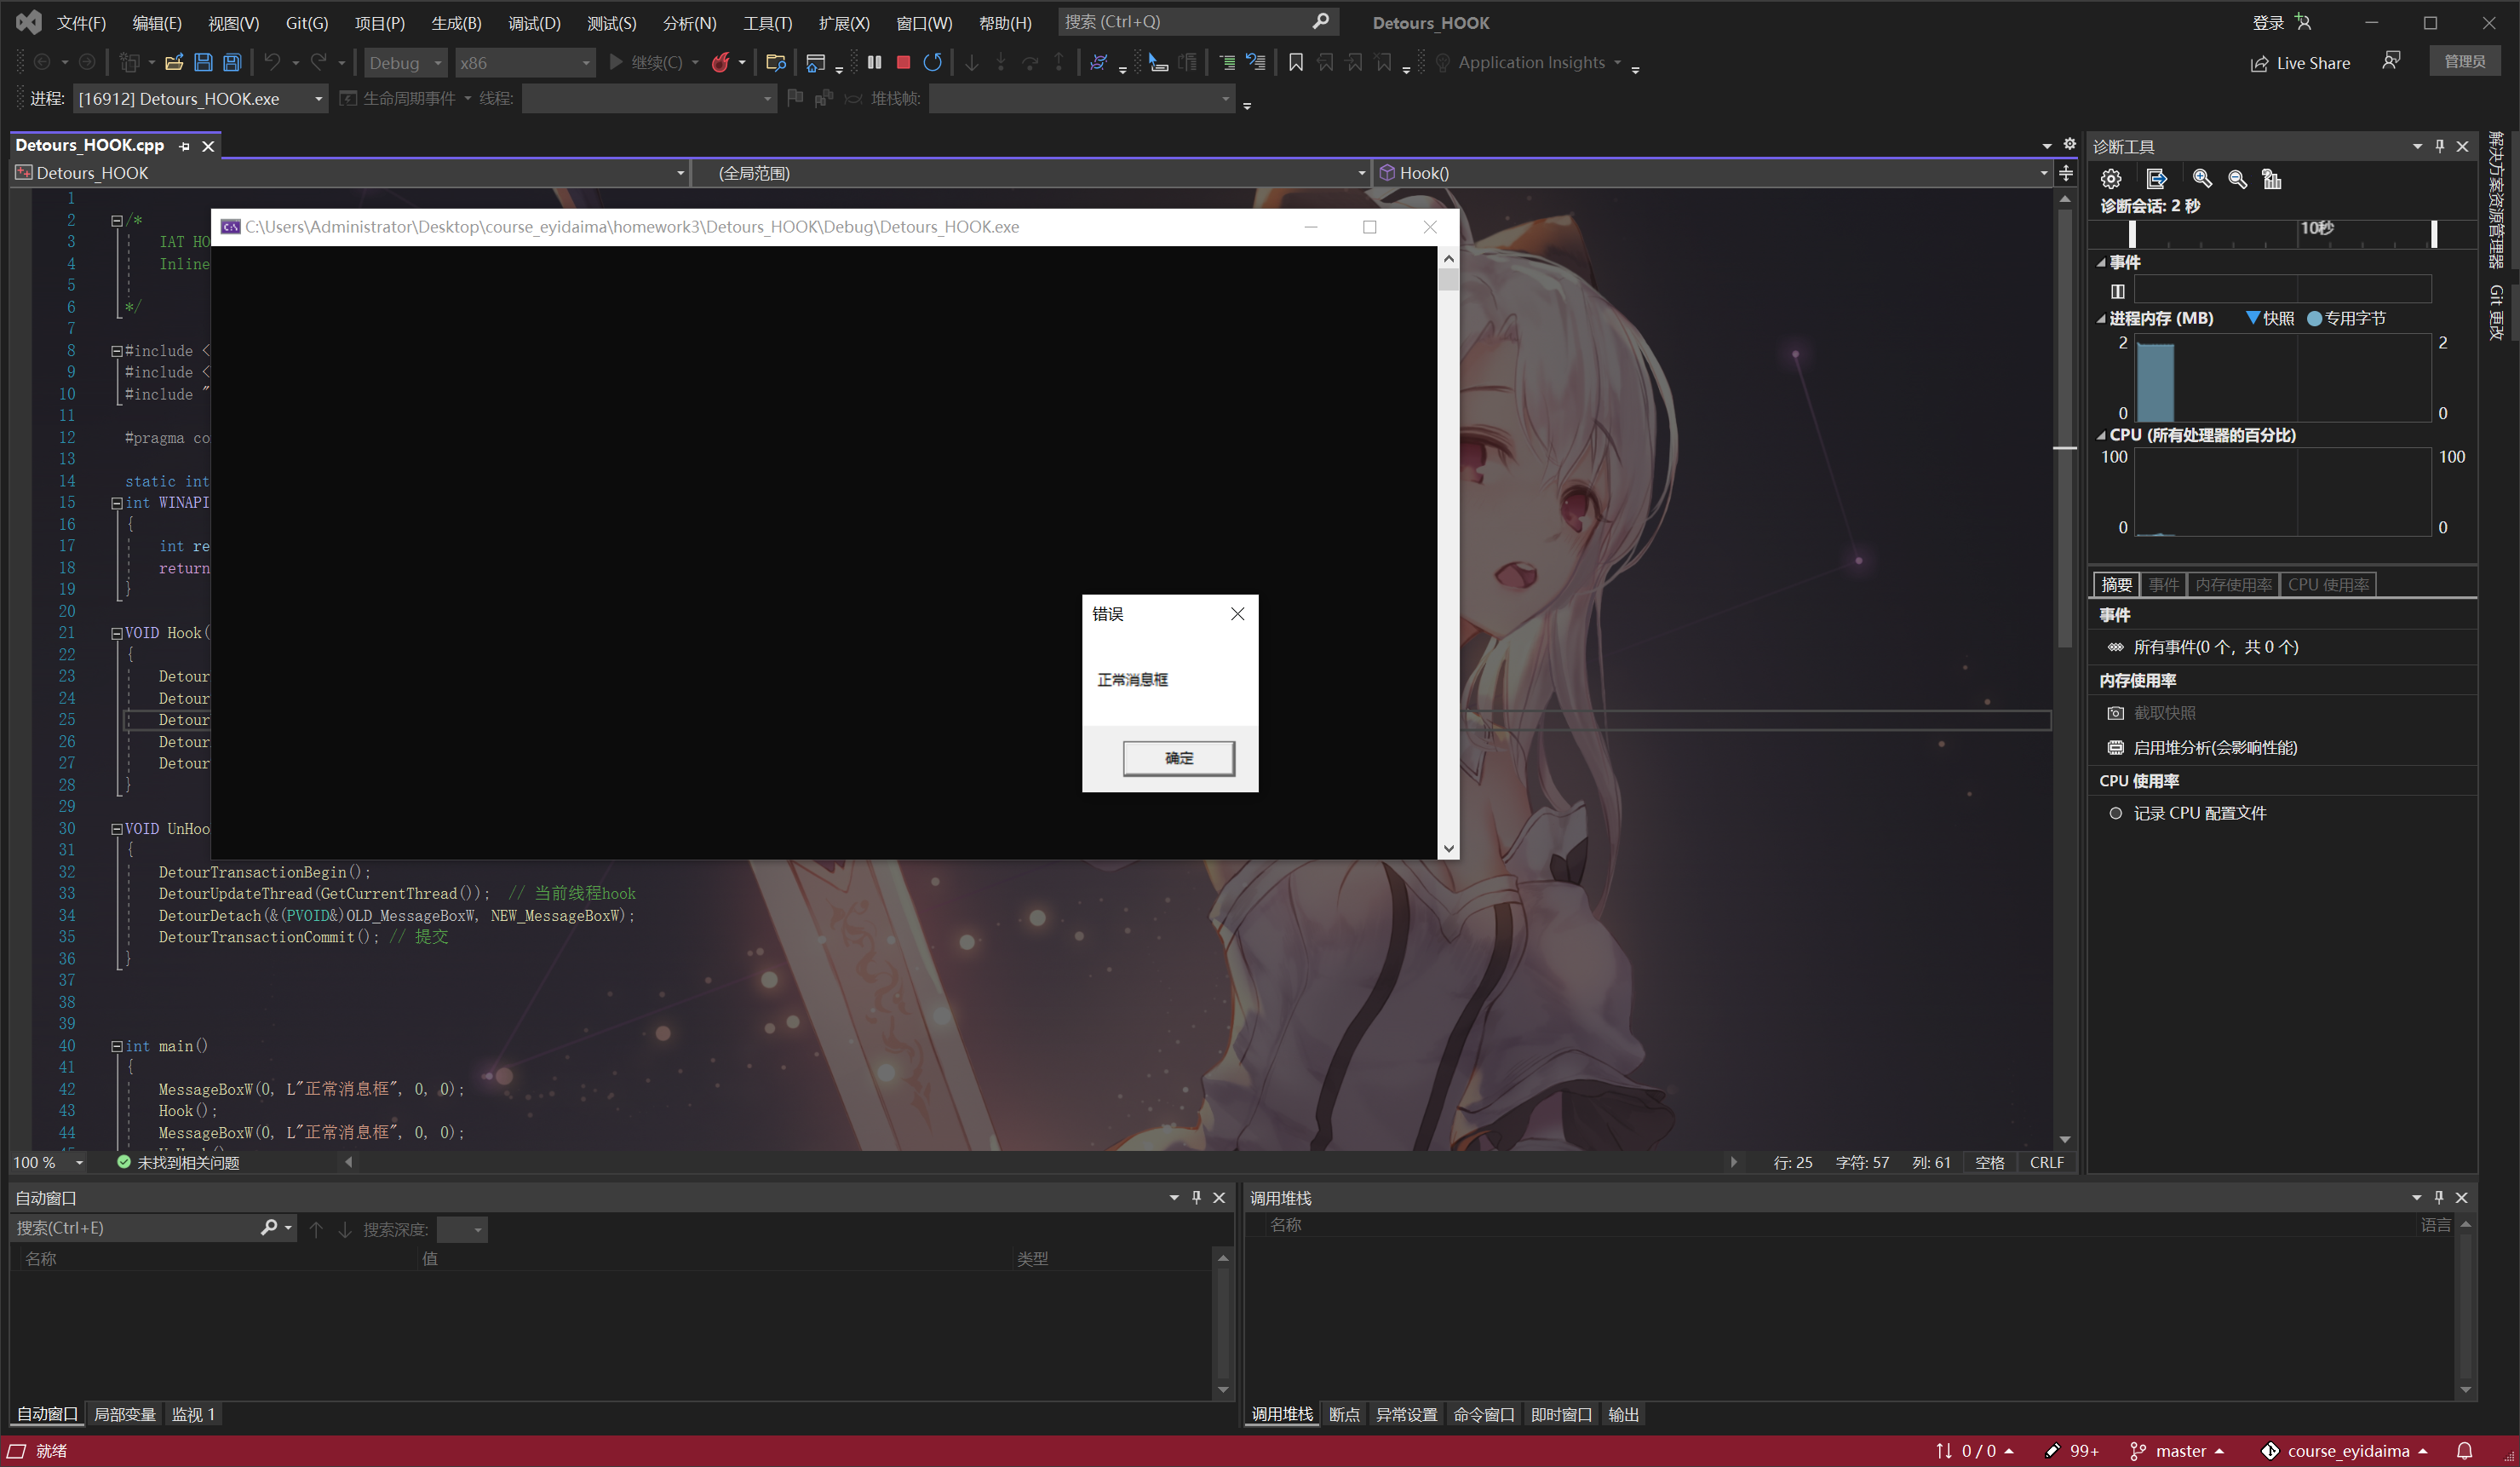 文件(F) 编辑(E) 视图(V) Git(G) 项目(P) 生成(B) 调试(D) 测试(S) 分析(N) 工具(T) 扩展(X) 窗口(W) 帮助(H) 搜索 (Ctrl+Q) Detours_HOOK 登录
Debug x86 继续(C) Application Insights Live Share 管理员
进程: [16912] Detours_HOOK.exe 生命周期事件 线程: 堆栈帧:
Detours_HOOK.cpp
Detours_HOOK (全局范围) Hook()
C:\Users\Administrator\Desktop\course_eyidaima\homework3\Detours_HOOK\Debug\Detours_HOOK.exe
错误
正常消息框
确定
1
2 /*
3 IAT HO
4 Inline
5
6 */
7
8 #include <
9 #include <
10 #include "
11
12 #pragma co
13
14 static int
15 int WINAPI
16 {
17 int re
18 return
19 }
20
21 VOID Hook(
22 {
23 Detour
24 Detour
25 Detour
26 Detour
27 Detour
28 }
29
30 VOID UnHoo
31 {
32 DetourTransactionBegin();
33 DetourUpdateThread(GetCurrentThread()); // 当前线程hook
34 DetourDetach(&(PVOID&)OLD_MessageBoxW, NEW_MessageBoxW);
35 DetourTransactionCommit(); // 提交
36 }
37
38
39
40 int main()
41 {
42 MessageBoxW(0, L"正常消息框", 0, 0);
43 Hook();
44 MessageBoxW(0, L"正常消息框", 0, 0);
100 % 未找到相关问题 行: 25 字符: 57 列: 61 空格 CRLF
诊断工具
诊断会话: 2 秒
10秒
事件
进程内存 (MB) 快照 专用字节
2 2
0 0
CPU (所有处理器的百分比)
100 100
0 0
摘要 事件 内存使用率 CPU 使用率
事件
所有事件(0 个，共 0 个)
内存使用率
截取快照
启用堆分析(会影响性能)
CPU 使用率
记录 CPU 配置文件
解决方案资源管理器
Git 更改
自动窗口
搜索(Ctrl+E) 搜索深度:
名称 值 类型
自动窗口 局部变量 监视 1
调用堆栈
名称 语言
调用堆栈 断点 异常设置 命令窗口 即时窗口 输出
就绪 0 / 0 99+ master course_eyidaima